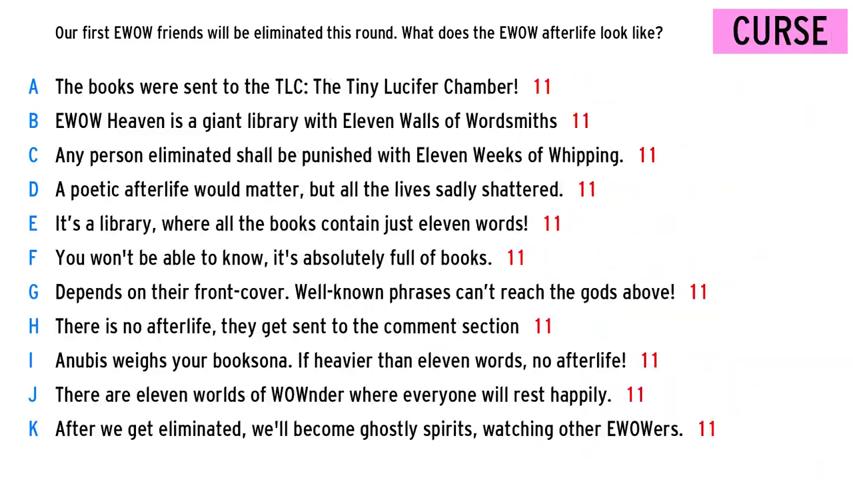 Our first EWOW friends will be eliminated this round. What does the EWOW afterlife look like?
CURSE
A The books were sent to the TLC: The Tiny Lucifer Chamber! 11
B EWOW Heaven is a giant library with Eleven Walls of Wordsmiths 11
C Any person eliminated shall be punished with Eleven Weeks of Whipping. 11
D A poetic afterlife would matter, but all the lives sadly shattered. 11
E It’s a library, where all the books contain just eleven words! 11
F You won't be able to know, it's absolutely full of books. 11
G Depends on their front-cover. Well-known phrases can’t reach the gods above! 11
H There is no afterlife, they get sent to the comment section 11
I Anubis weighs your booksona. If heavier than eleven words, no afterlife! 11
J There are eleven worlds of WOWnder where everyone will rest happily. 11
K After we get eliminated, we'll become ghostly spirits, watching other EWOWers. 11